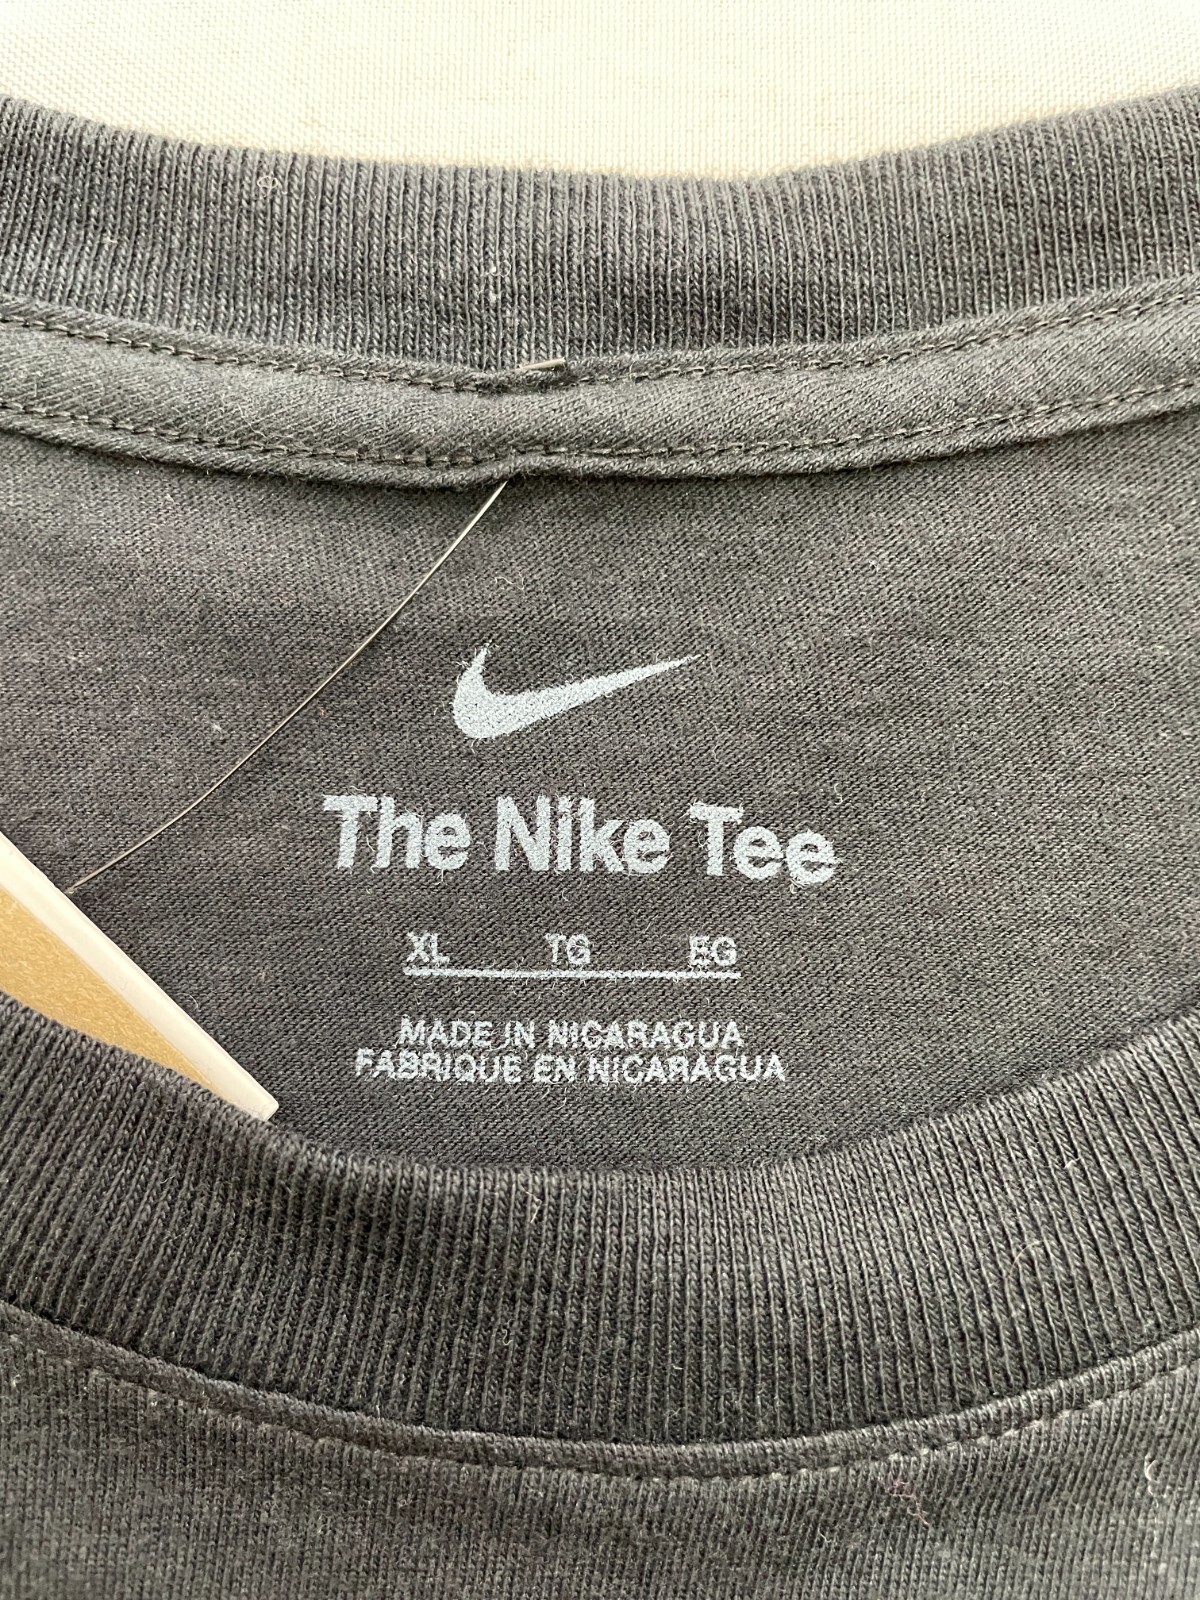 The Nike Tee
XL TG EG
MADE IN NICARAGUA
FABRIQUE EN NICARAGUA